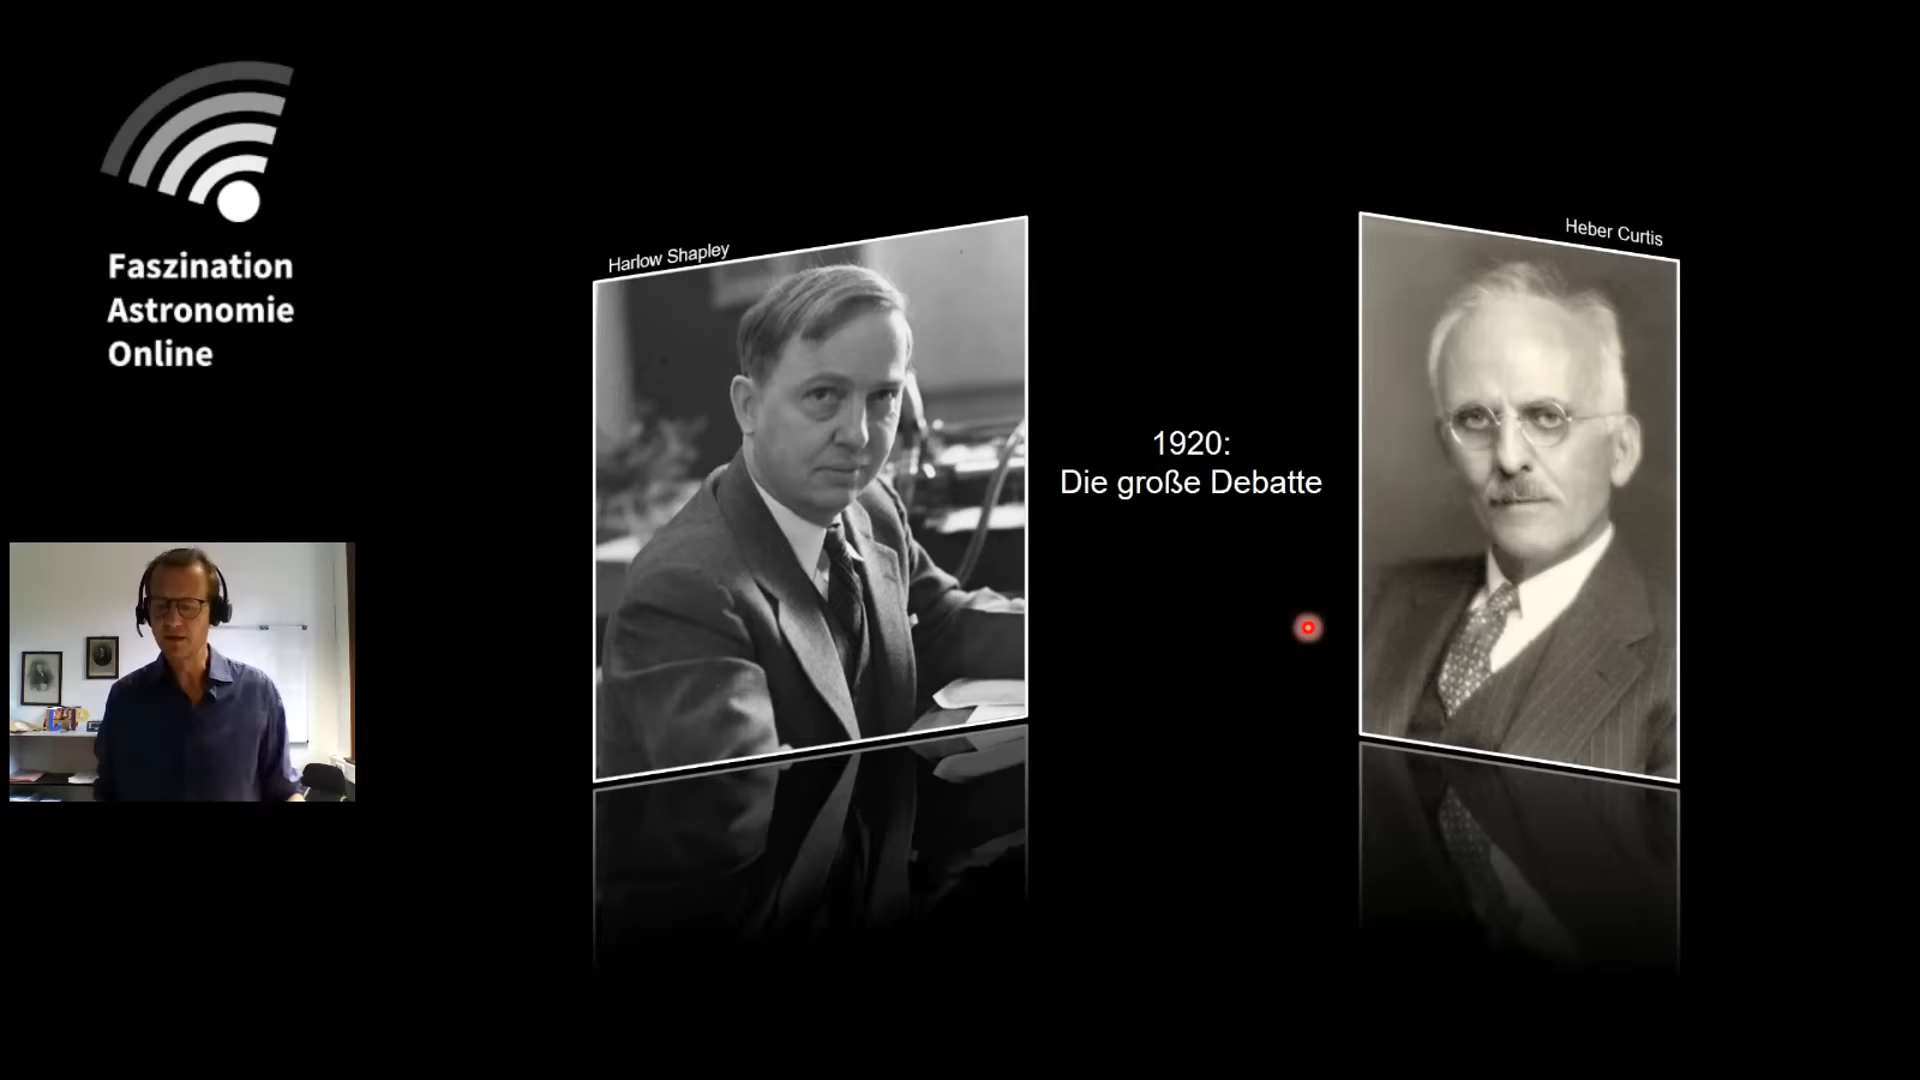 Faszination
Astronomie
Online
Harlow Shapley
1920:
Die große Debatte
Heber Curtis